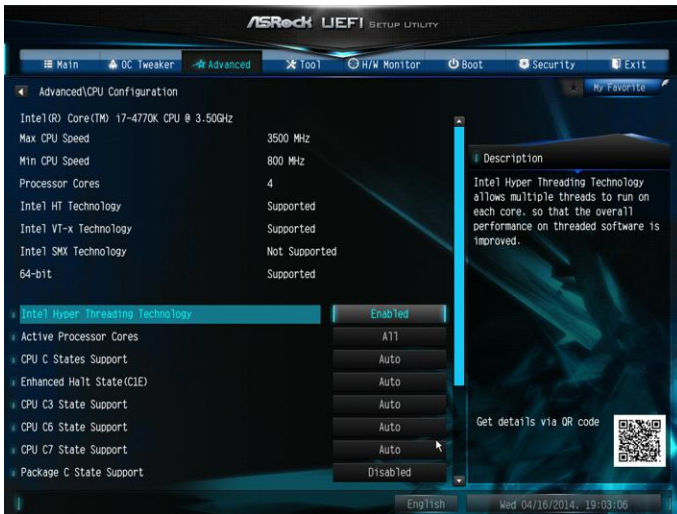 ASRock UEFI SETUP UTILITY
Main OC Tweaker Advanced Tool H/W Monitor Boot Security Exit
Advanced\CPU Configuration
My Favorite
Intel(R) Core(TM) i7-4770K CPU @ 3.50GHz
Max CPU Speed 3500 MHz
Min CPU Speed 800 MHz
Processor Cores 4
Intel HT Technology Supported
Intel VT-x Technology Supported
Intel SMX Technology Not Supported
64-bit Supported
Intel Hyper Threading Technology Enabled
Active Processor Cores All
CPU C States Support Auto
Enhanced Halt State(C1E) Auto
CPU C3 State Support Auto
CPU C6 State Support Auto
CPU C7 State Support Auto
Package C State Support Disabled
Description
Intel Hyper Threading Technology
allows multiple threads to run on
each core. so that the overall
performance on threaded software is
improved.
Get details via QR code
English
Wed 04/16/2014. 19:03:06